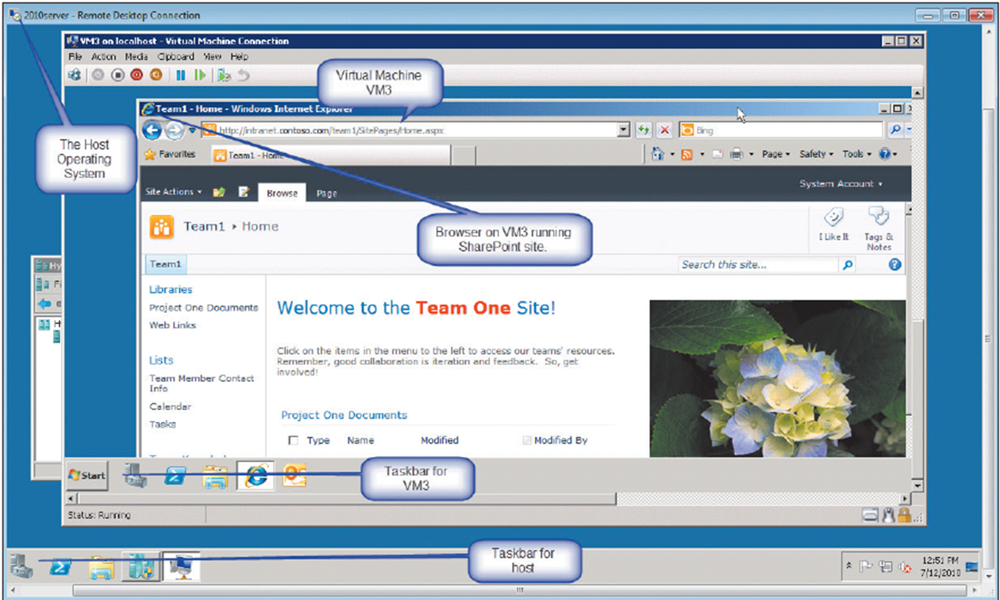 2010server - Remote Desktop Connection
VM3 on localhost - Virtual Machine Connection
File Action Media Clipboard View Help
Virtual Machine
VM3
Team1 - Home - Windows Internet Explorer
http://intranet.contoso.com/team1/SitePages/Home.aspx
Bing
The Host
Operating
System
Favorites
Team1 - Home
Page
Safety
Tools
Site Actions
Browse
Page
System Account
Team1 ▸ Home
I Like It
Tags &
Notes
Browser on VM3 running
SharePoint site.
Team1
Search this site...
Hy
Fi
H
Libraries
Project One Documents
Web Links
Lists
Team Member Contact
Info
Calendar
Tasks
Welcome to the Team One Site!
Click on the items in the menu to the left to access our teams' resources.
Remember, good collaboration is iteration and feedback. So, get
involved!
Project One Documents
Type Name Modified Modified By
Start
Taskbar for
VM3
Status: Running
Taskbar for
host
12:51 PM
7/12/2010